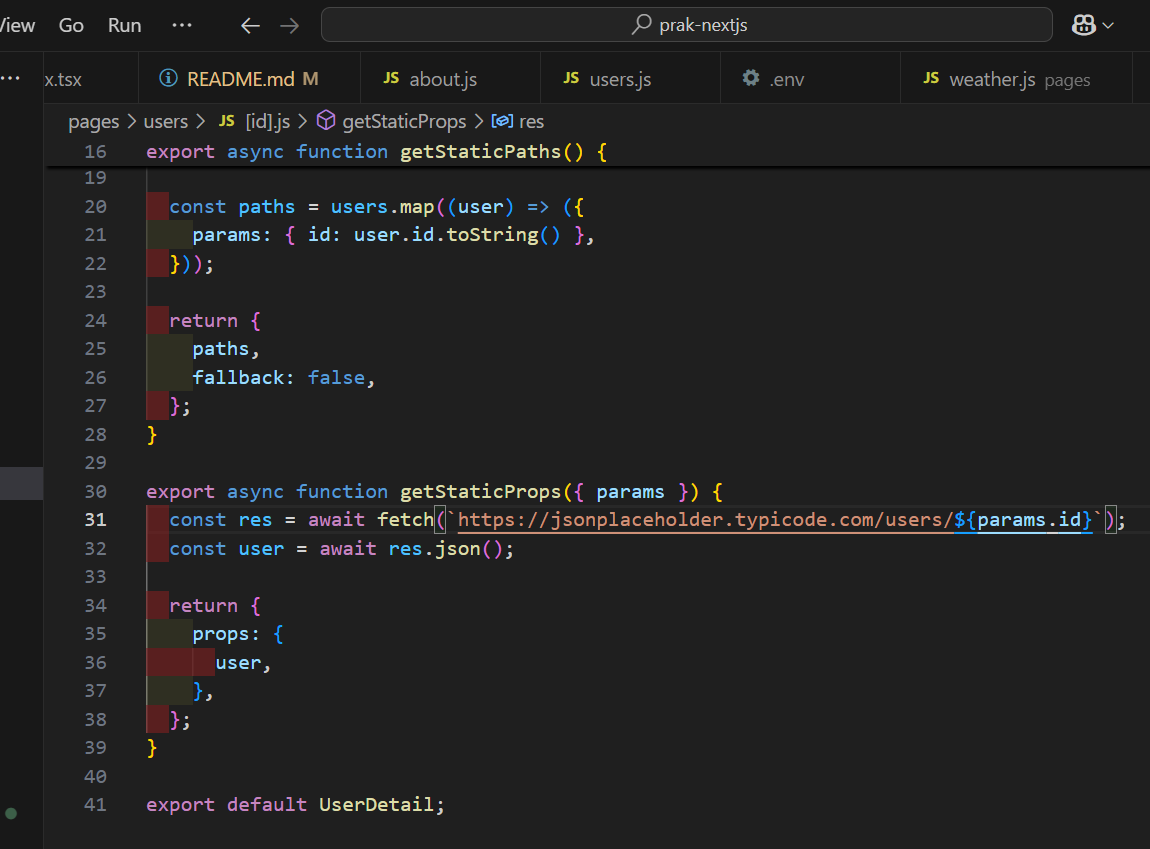 View Go Run ··· prak-nextjs
··· x.tsx README.md M JS about.js JS users.js .env JS weather.js pages
pages > users > JS [id].js > getStaticProps > res
16 export async function getStaticPaths() {
19
20 const paths = users.map((user) => ({
21 params: { id: user.id.toString() },
22 }));
23
24 return {
25 paths,
26 fallback: false,
27 };
28 }
29
30 export async function getStaticProps({ params }) {
31 const res = await fetch(`https://jsonplaceholder.typicode.com/users/${params.id}`);
32 const user = await res.json();
33
34 return {
35 props: {
36 user,
37 },
38 };
39 }
40
41 export default UserDetail;